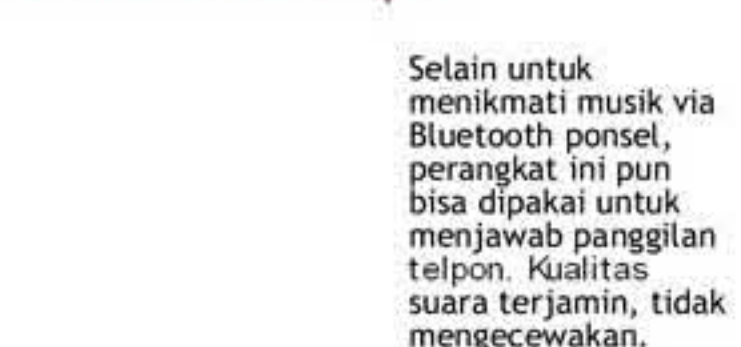 Selain untuk
menikmati musik via
Bluetooth ponsel,
perangkat ini pun
bisa dipakai untuk
menjawab panggilan
telpon. Kualitas
suara terjamin, tidak
mengecewakan.